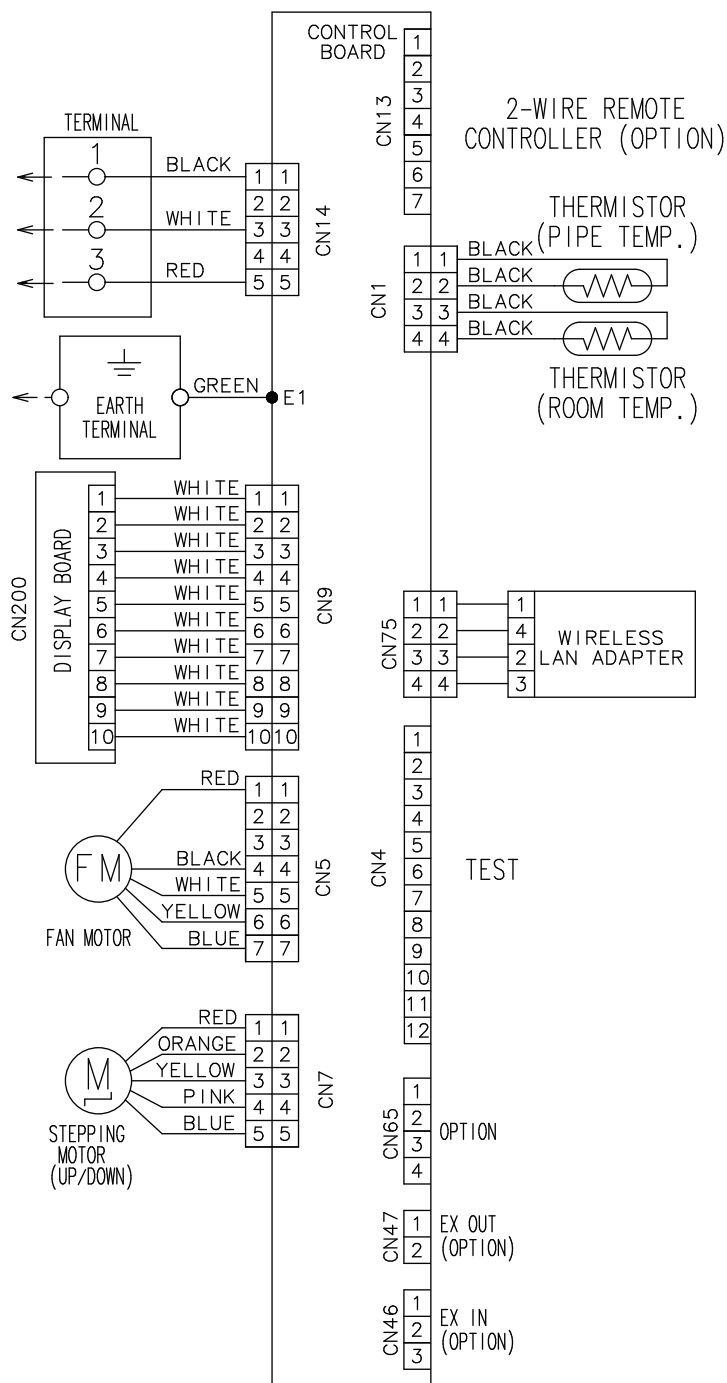 CONTROL
BOARD
1
2
3
4
5
6
7
CN13
2-WIRE REMOTE
CONTROLLER (OPTION)
TERMINAL
1
2
3
BLACK
WHITE
RED
1 1
2 2
3 3
4 4
5 5
CN14
THERMISTOR
(PIPE TEMP.)
CN1
1 1
2 2
3 3
4 4
BLACK
BLACK
BLACK
BLACK
THERMISTOR
(ROOM TEMP.)
EARTH
TERMINAL
GREEN
E1
CN200
DISPLAY BOARD
1
2
3
4
5
6
7
8
9
10
WHITE
WHITE
WHITE
WHITE
WHITE
WHITE
WHITE
WHITE
WHITE
WHITE
1 1
2 2
3 3
4 4
5 5
6 6
7 7
8 8
9 9
10 10
CN9
CN75
1 1
2 2
3 3
4 4
1
4
2
3
WIRELESS
LAN ADAPTER
FM
FAN MOTOR
RED
BLACK
WHITE
YELLOW
BLUE
1 1
2 2
3 3
4 4
5 5
6 6
7 7
CN5
CN4
1
2
3
4
5
6
7
8
9
10
11
12
TEST
M
STEPPING
MOTOR
(UP/DOWN)
RED
ORANGE
YELLOW
PINK
BLUE
1 1
2 2
3 3
4 4
5 5
CN7
CN65
1
2
3
4
OPTION
CN47
1
2
EX OUT
(OPTION)
CN46
1
2
3
EX IN
(OPTION)